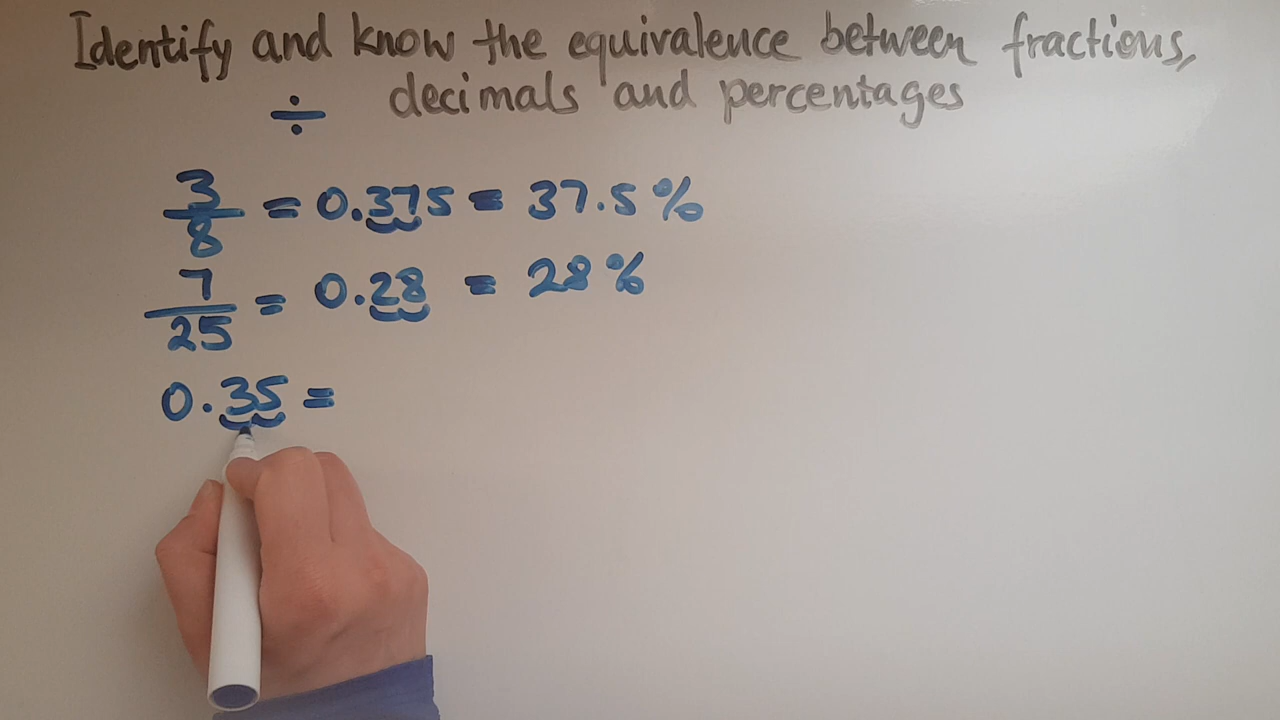 Identify and know the equivalence between fractions,
decimals and percentages
÷
3/8 = 0.375 = 37.5%
7/25 = 0.28 = 28%
0.35 =